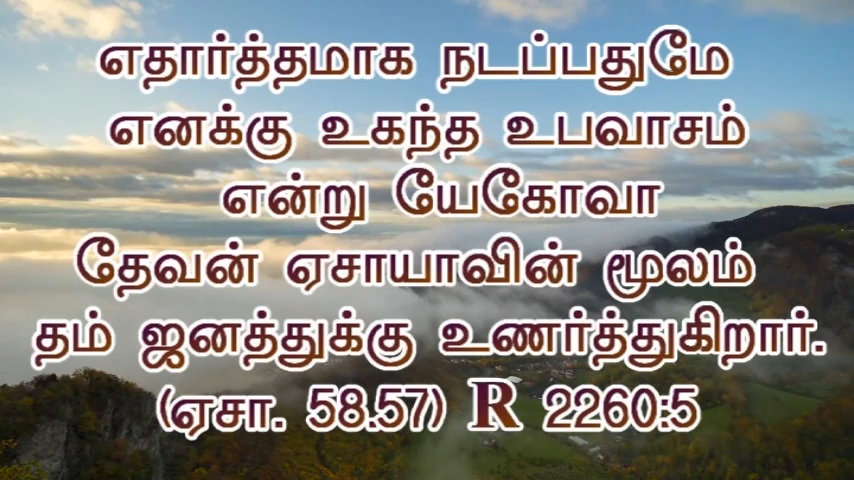 எதார்த்தமாக நடப்பதுமே
எனக்கு உகந்த உபவாசம்
என்று யேகோவா
தேவன் ஏசாயாவின் மூலம்
தம் ஜனத்துக்கு உணர்த்துகிறார்.
(ஏசா. 58.57) R 2260:5